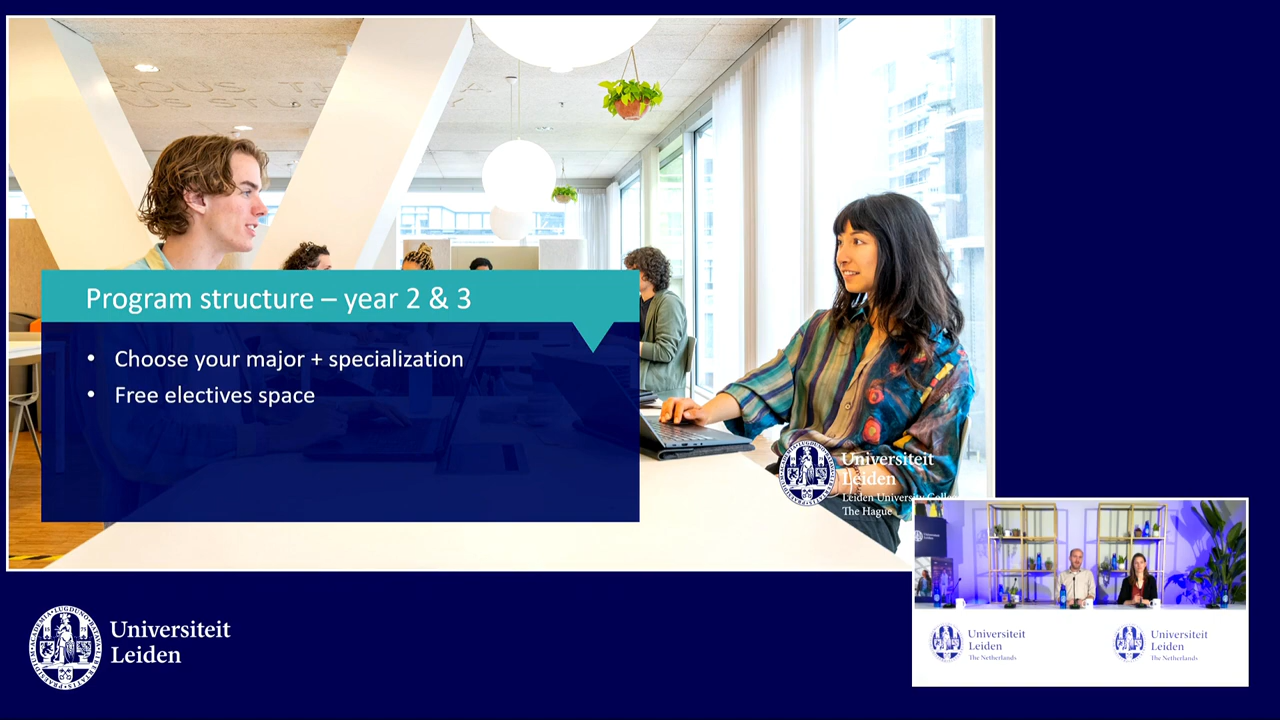 Program structure – year 2 & 3
• Choose your major + specialization
• Free electives space
Universiteit
Leiden
Leiden University
The Hague
Universiteit
Leiden
The Netherlands
Universiteit
Leiden
The Netherlands
Universiteit
Leiden